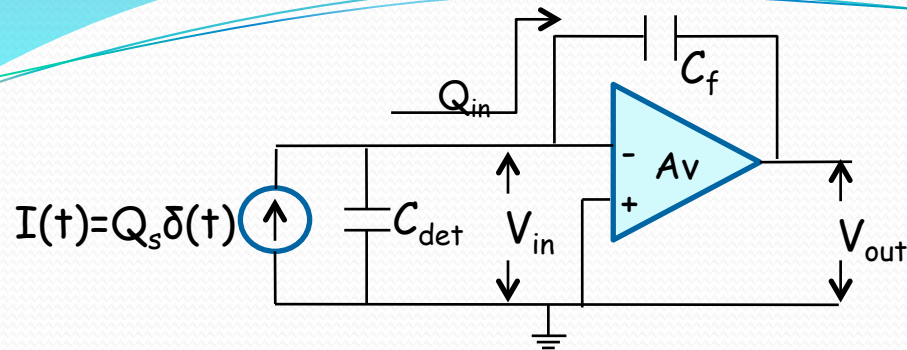 C_f
Q_in
-
Av
+
I(t)=Q_sδ(t)
C_det
V_in
V_out